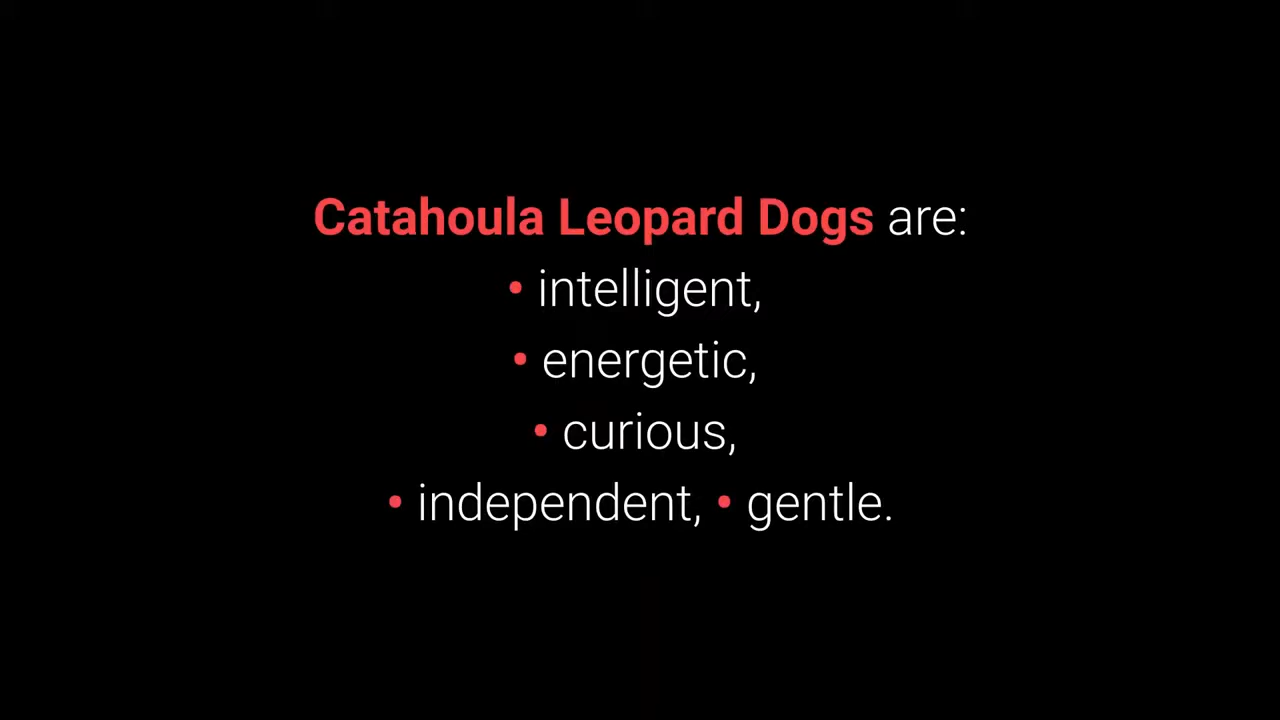 Catahoula Leopard Dogs are:
• intelligent,
• energetic,
• curious,
• independent, • gentle.